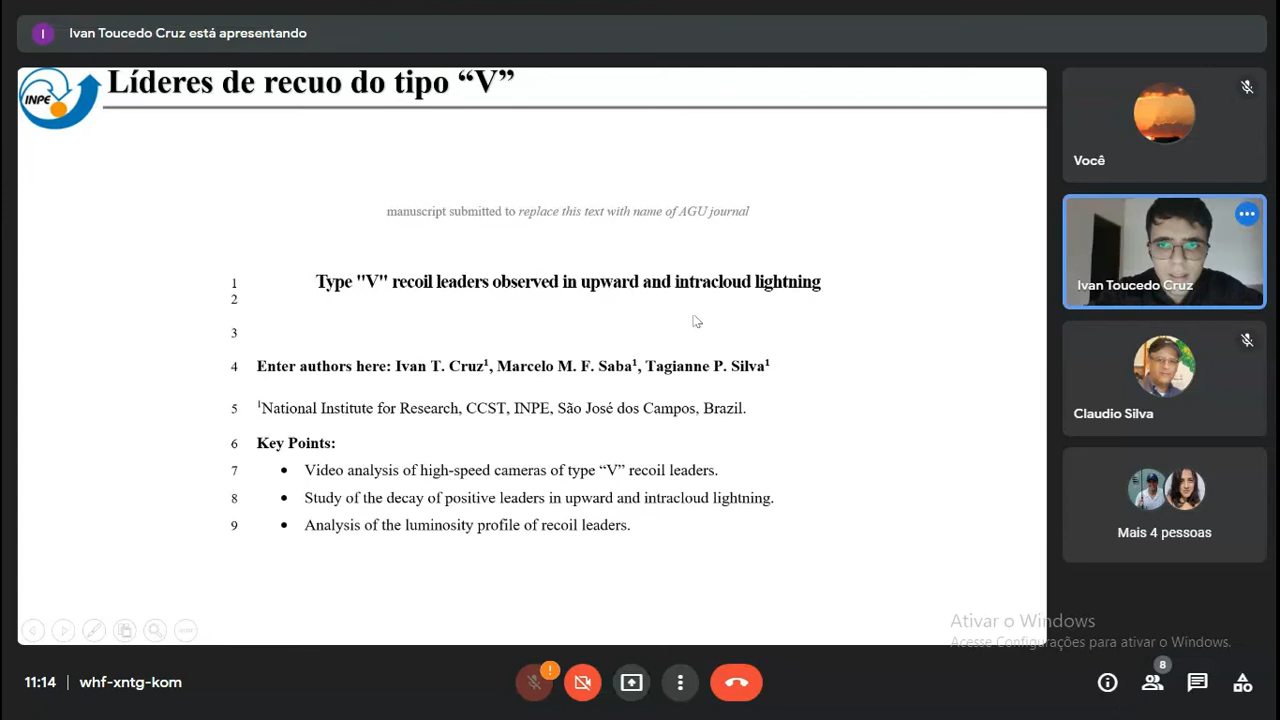 I
Ivan Toucedo Cruz está apresentando
INPE
Líderes de recuo do tipo “V”
manuscript submitted to replace this text with name of AGU journal
1 Type "V" recoil leaders observed in upward and intracloud lightning
2
3
4 Enter authors here: Ivan T. Cruz¹, Marcelo M. F. Saba¹, Tagianne P. Silva¹
5 ¹National Institute for Research, CCST, INPE, São José dos Campos, Brazil.
6 Key Points:
7 • Video analysis of high-speed cameras of type “V” recoil leaders.
8 • Study of the decay of positive leaders in upward and intracloud lightning.
9 • Analysis of the luminosity profile of recoil leaders.
Você
Ivan Toucedo Cruz
Claudio Silva
Mais 4 pessoas
Ativar o Windows
Acesse Configurações para ativar o Windows.
11:14 | whf-xntg-kom
!
8